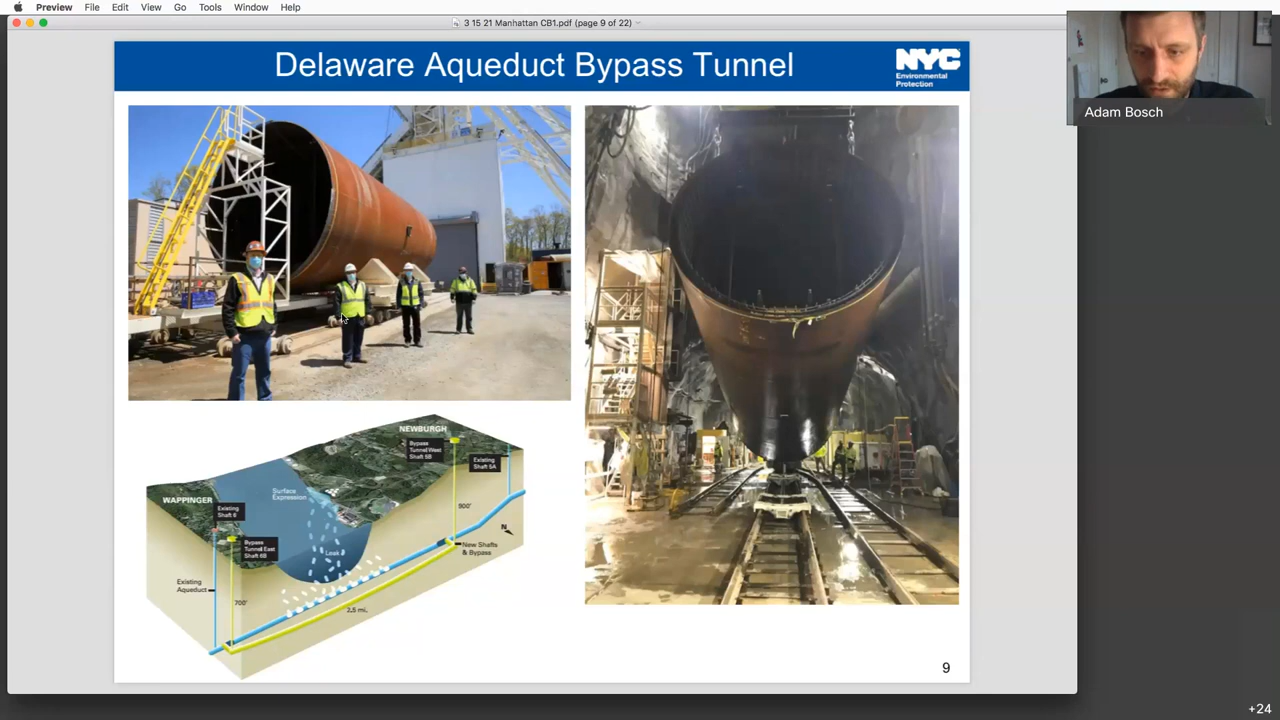 Preview File Edit View Go Tools Window Help
3 15 21 Manhattan CB1.pdf (page 9 of 22)
Adam Bosch
Delaware Aqueduct Bypass Tunnel
NYC
Environmental
Protection
NEWBURGH
Bypass
Tunnel West
Shaft 5B
Existing
Shaft 5A
Surface
Expression
WAPPINGER
Existing
Shaft 6
900'
N
Bypass
Tunnel East
Shaft 6B
Leak
New Shafts
& Bypass
Existing
Aqueduct
700'
2.5 mi.
9
+24